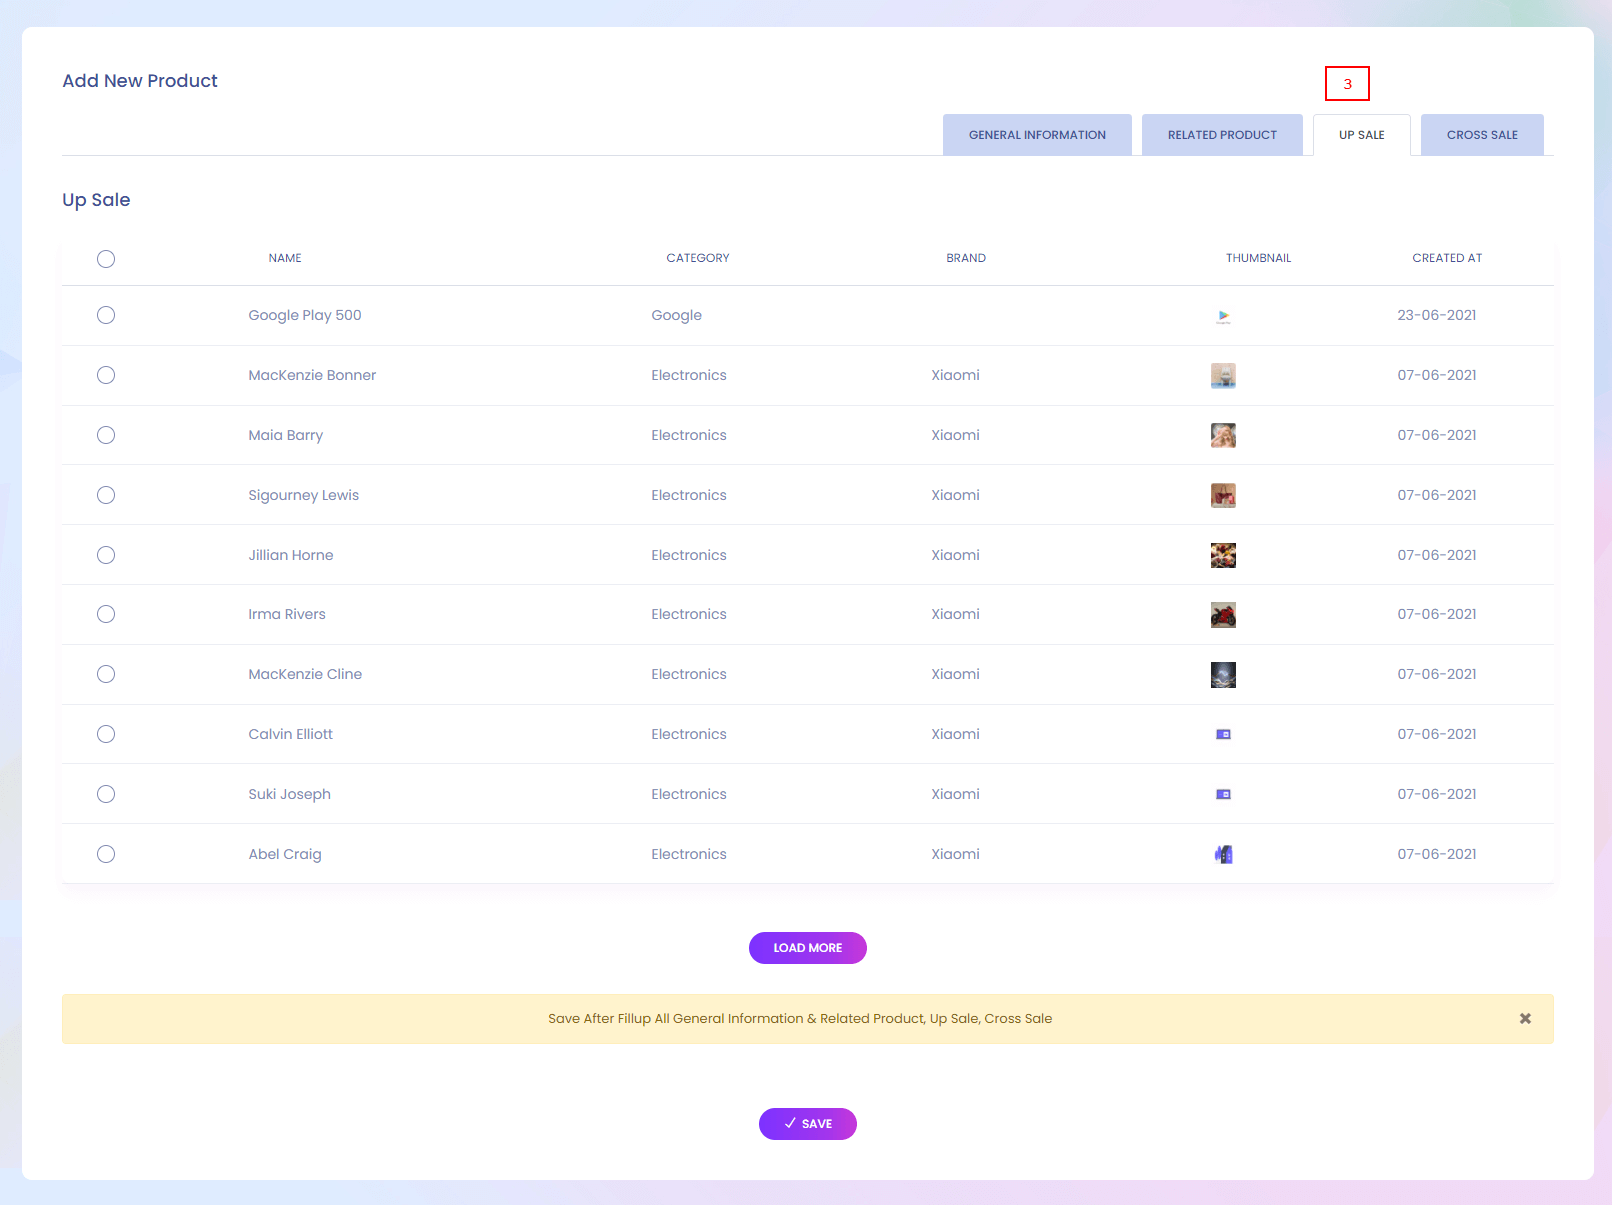 Add New Product
3
GENERAL INFORMATION RELATED PRODUCT UP SALE CROSS SALE
Up Sale
NAME CATEGORY BRAND THUMBNAIL CREATED AT
Google Play 500 Google 23-06-2021
MacKenzie Bonner Electronics Xiaomi 07-06-2021
Maia Barry Electronics Xiaomi 07-06-2021
Sigourney Lewis Electronics Xiaomi 07-06-2021
Jillian Horne Electronics Xiaomi 07-06-2021
Irma Rivers Electronics Xiaomi 07-06-2021
MacKenzie Cline Electronics Xiaomi 07-06-2021
Calvin Elliott Electronics Xiaomi 07-06-2021
Suki Joseph Electronics Xiaomi 07-06-2021
Abel Craig Electronics Xiaomi 07-06-2021
LOAD MORE
Save After Fillup All General Information & Related Product, Up Sale, Cross Sale
SAVE